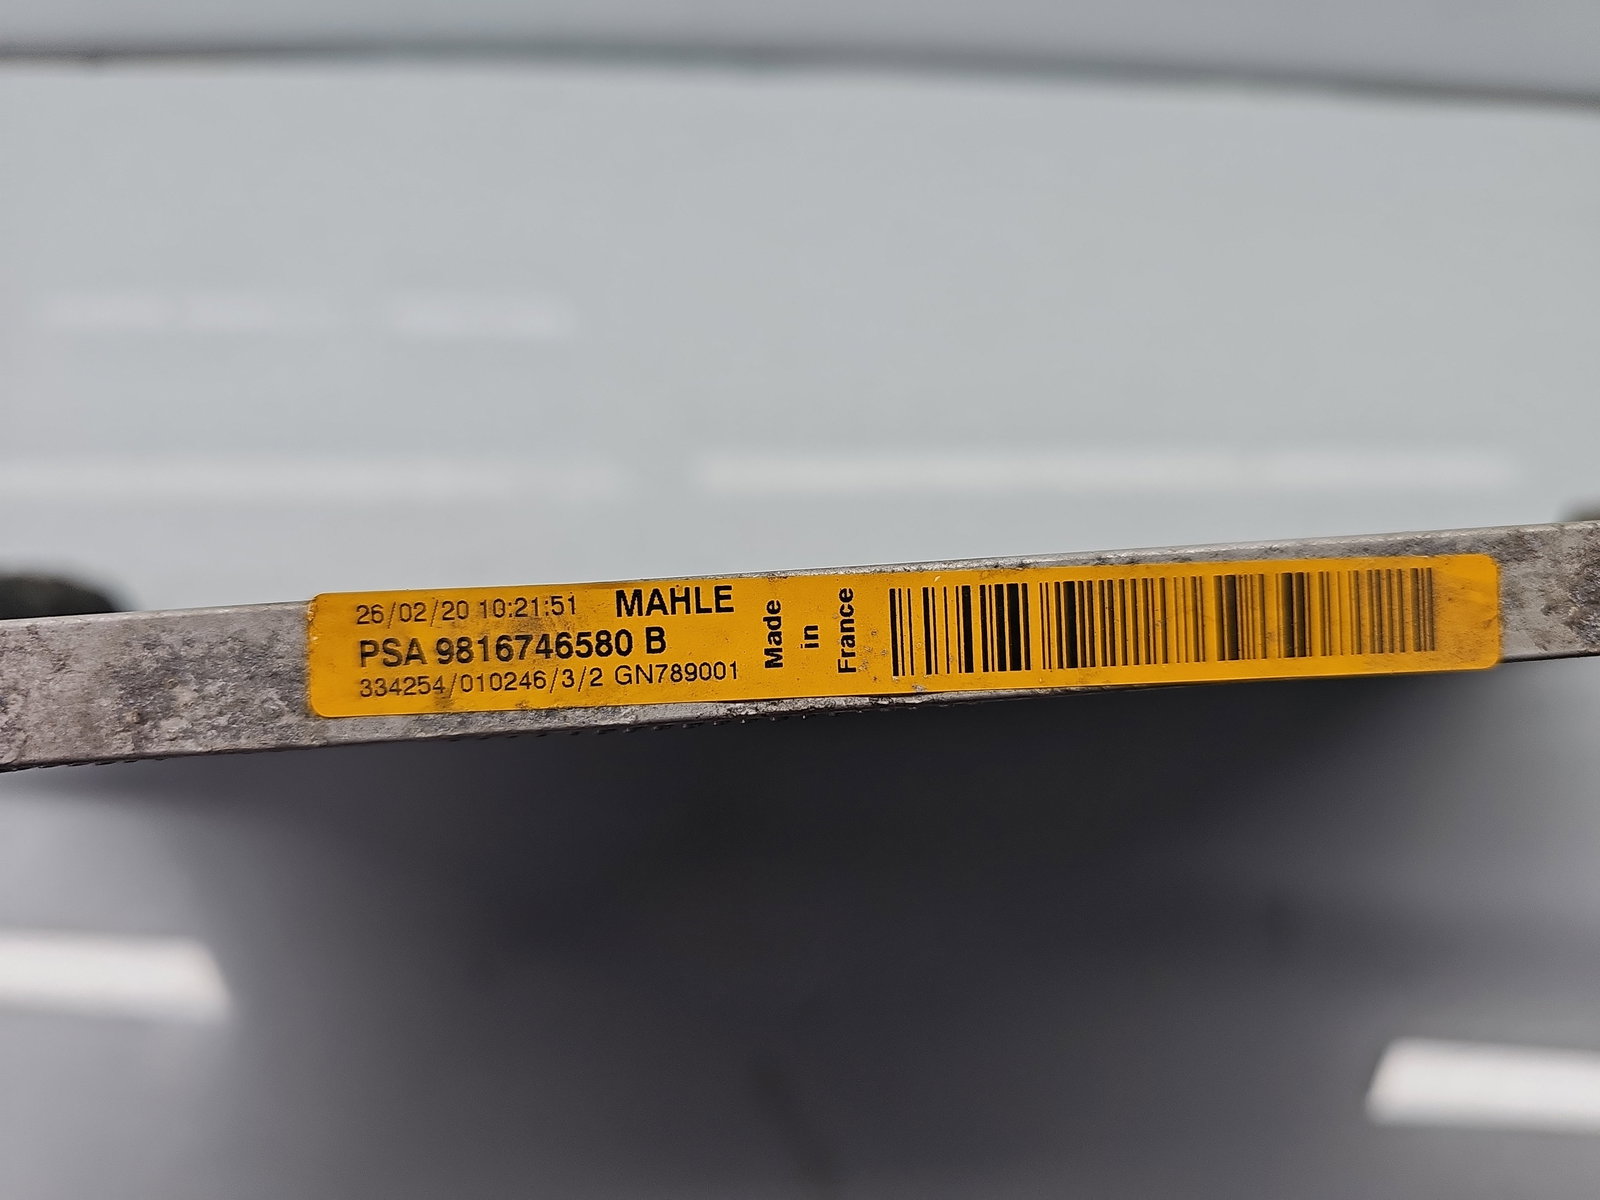 26/02/20 10:21:51 MAHLE
PSA 9816746580 B
334254/010246/3/2 GN789001
Made
in
France